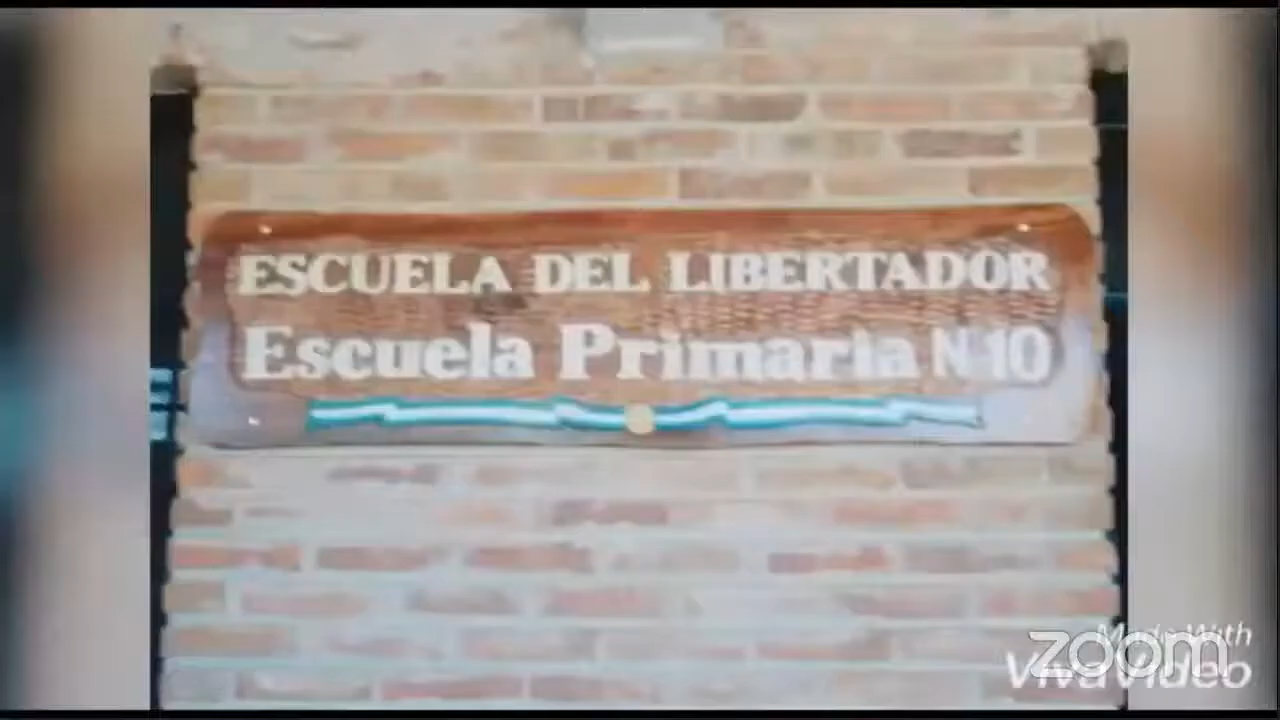 ESCUELA DEL LIBERTADOR
Escuela Primaria N 10
Made With
zoom
VivaVideo